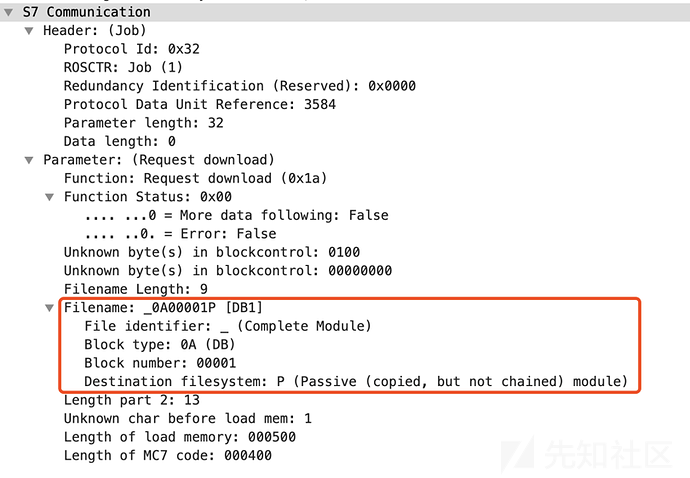 S7 Communication
Header: (Job)
Protocol Id: 0x32
ROSCTR: Job (1)
Redundancy Identification (Reserved): 0x0000
Protocol Data Unit Reference: 3584
Parameter length: 32
Data length: 0
Parameter: (Request download)
Function: Request download (0x1a)
Function Status: 0x00
.... ...0 = More data following: False
.... ..0. = Error: False
Unknown byte(s) in blockcontrol: 0100
Unknown byte(s) in blockcontrol: 00000000
Filename Length: 9
Filename: _0A00001P [DB1]
File identifier: _ (Complete Module)
Block type: 0A (DB)
Block number: 00001
Destination filesystem: P (Passive (copied, but not chained) module)
Length part 2: 13
Unknown char before load mem: 1
Length of load memory: 000500
Length of MC7 code: 000400
先知社区